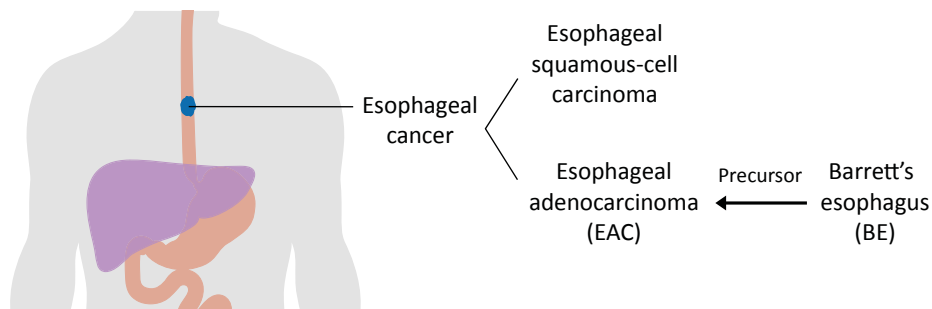 Esophageal
cancer
Esophageal
squamous-cell
carcinoma
Esophageal
adenocarcinoma
(EAC)
Precursor
Barrett’s
esophagus
(BE)